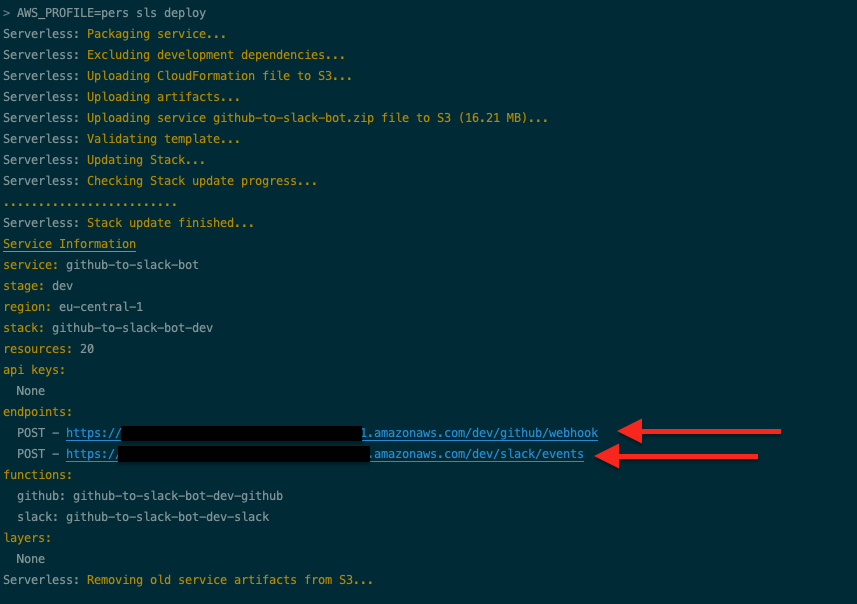 > AWS_PROFILE=pers sls deploy
Serverless: Packaging service...
Serverless: Excluding development dependencies...
Serverless: Uploading CloudFormation file to S3...
Serverless: Uploading artifacts...
Serverless: Uploading service github-to-slack-bot.zip file to S3 (16.21 MB)...
Serverless: Validating template...
Serverless: Updating Stack...
Serverless: Checking Stack update progress...
.........................
Serverless: Stack update finished...
Service Information
service: github-to-slack-bot
stage: dev
region: eu-central-1
stack: github-to-slack-bot-dev
resources: 20
api keys:
  None
endpoints:
  POST - https:// 1.amazonaws.com/dev/github/webhook
  POST - https:/ .amazonaws.com/dev/slack/events
functions:
  github: github-to-slack-bot-dev-github
  slack: github-to-slack-bot-dev-slack
layers:
  None
Serverless: Removing old service artifacts from S3...